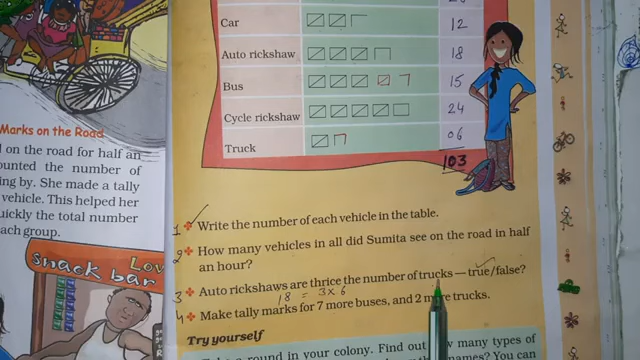 Car 12
Auto rickshaw 18
Bus 15
Cycle rickshaw 24
Truck 06
103
Marks on the Road
on the road for half an
ounted the number of
ing by. She made a tally
vehicle. This helped her
uickly the total number
ach group.
Lov
snack bar
1 Write the number of each vehicle in the table.
2 How many vehicles in all did Sumita see on the road in half
an hour?
3 Auto rickshaws are thrice the number of trucks — true/false?
18 = 3×6
4 Make tally marks for 7 more buses, and 2 more trucks.
Try yourself
round in your colony. Find out how many types of
names? You can